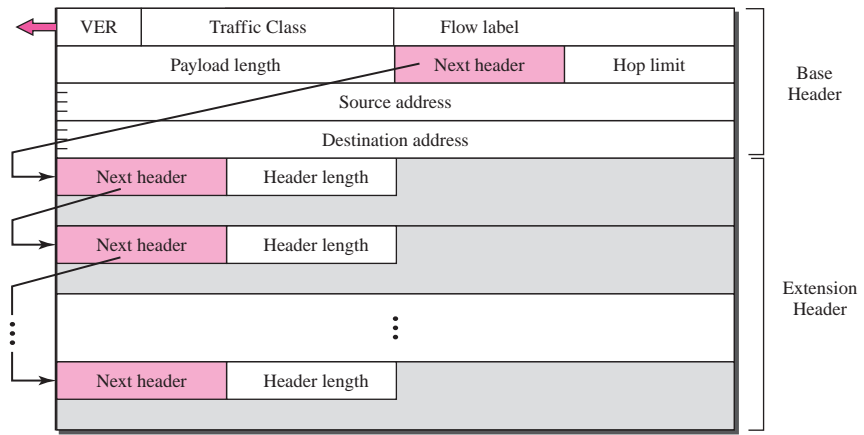 VER Traffic Class Flow label
Payload length Next header Hop limit
Source address
Destination address
Base
Header
Next header Header length
Next header Header length
Extension
Header
Next header Header length